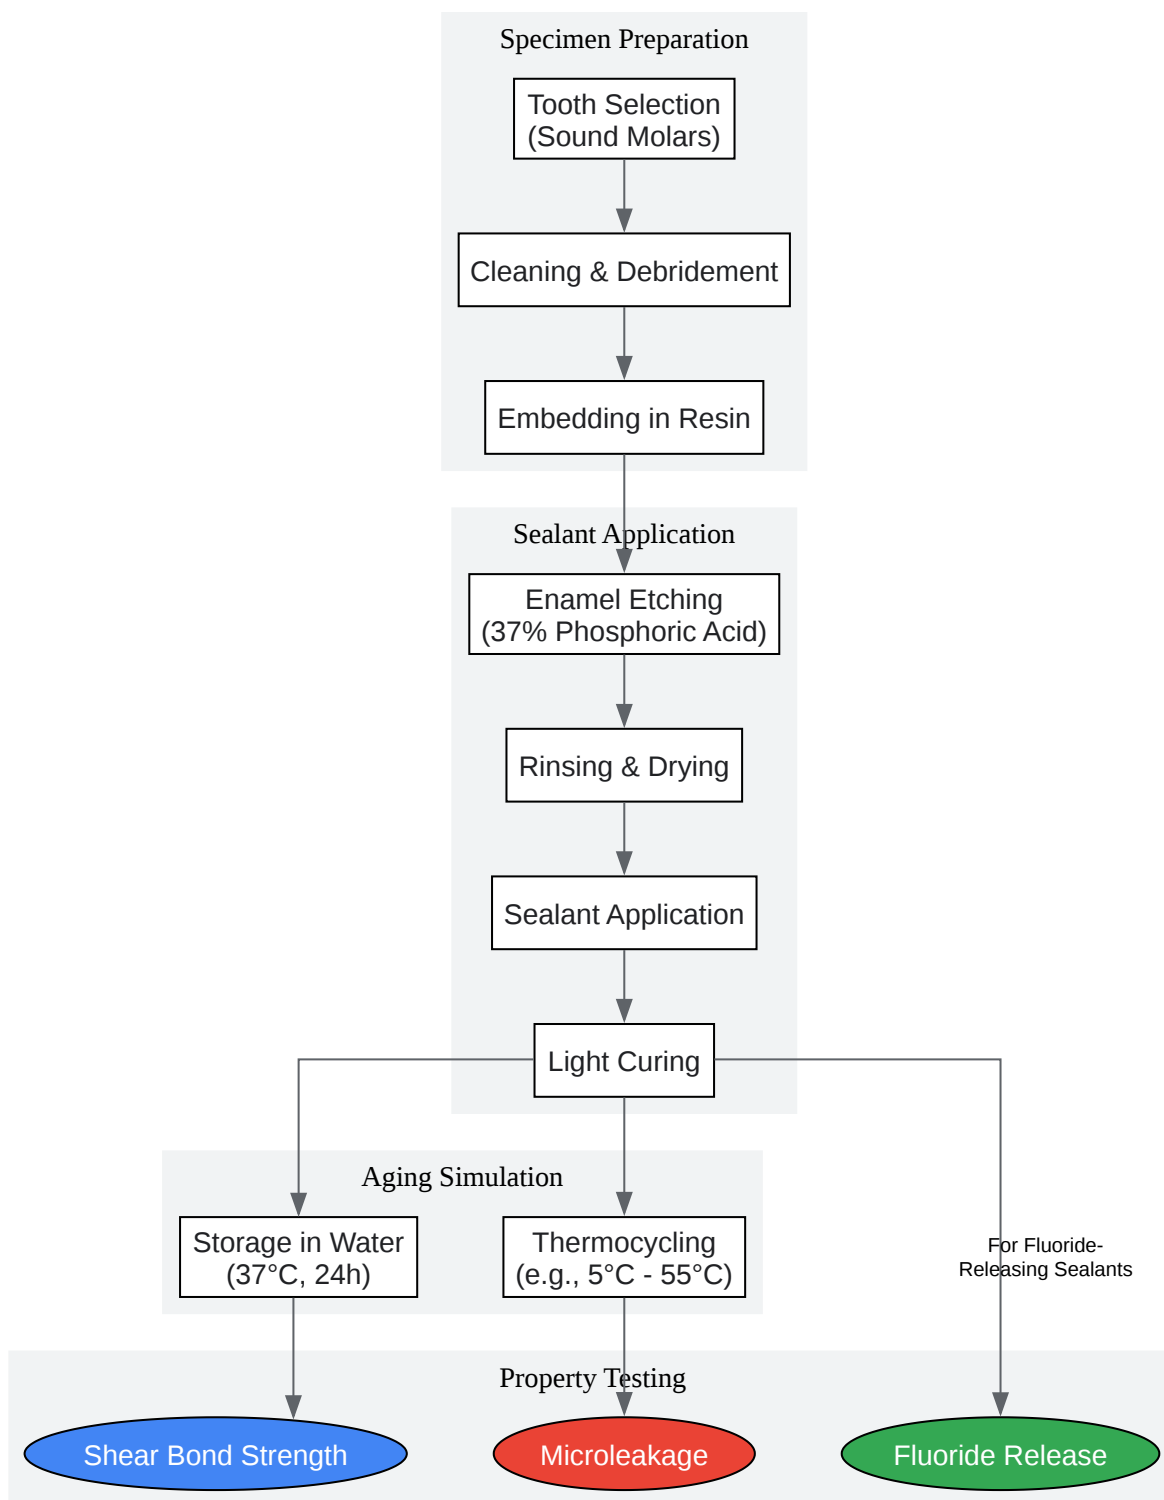 Specimen Preparation
Tooth Selection
(Sound Molars)
Cleaning & Debridement
Embedding in Resin
Sealant Application
Enamel Etching
(37% Phosphoric Acid)
Rinsing & Drying
Sealant Application
Light Curing
Aging Simulation
Storage in Water
(37°C, 24h)
Thermocycling
(e.g., 5°C - 55°C)
For Fluoride-
Releasing Sealants
Property Testing
Shear Bond Strength
Microleakage
Fluoride Release